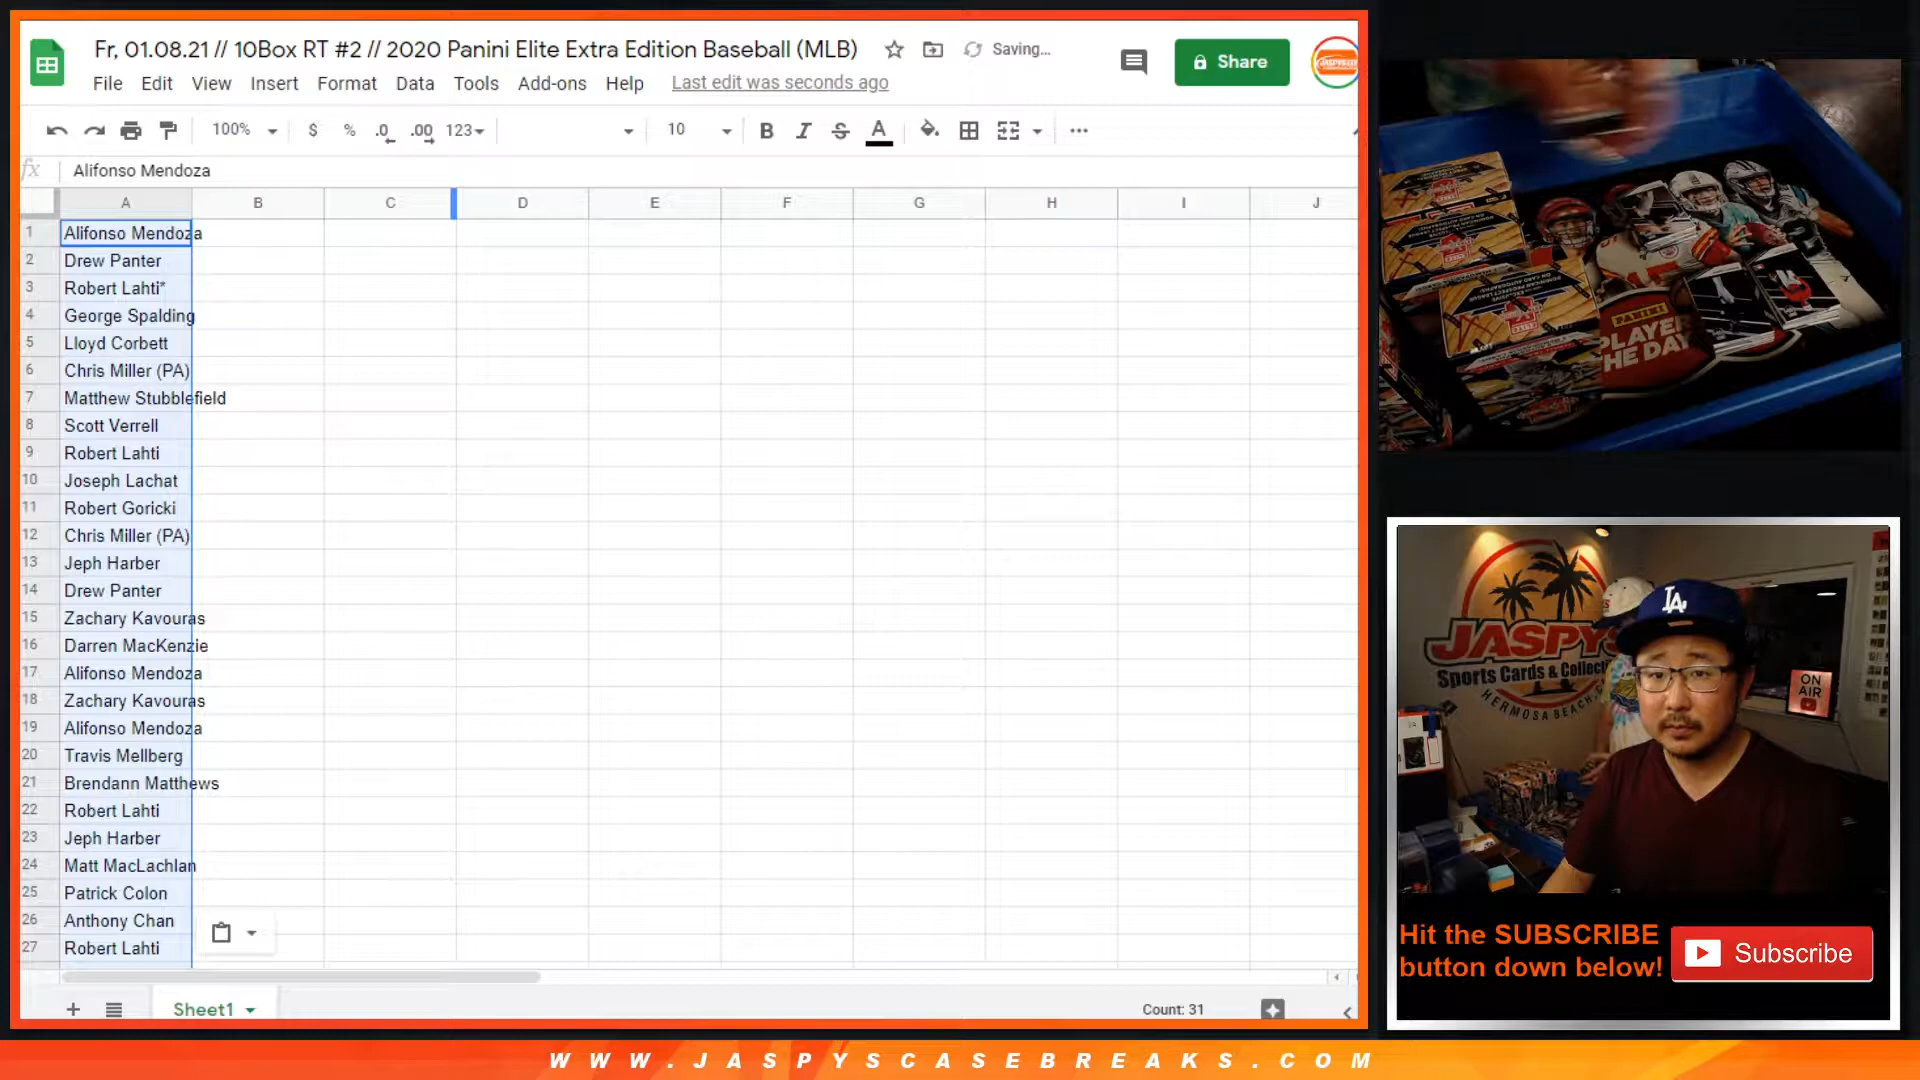 Fr, 01.08.21 // 10Box RT #2 // 2020 Panini Elite Extra Edition Baseball (MLB)
Saving...
Share
File Edit View Insert Format Data Tools Add-ons Help Last edit was seconds ago
100% $ % .0 .00 123 10 B I S A
fx Alifonso Mendoza
A B C D E F G H I J
1 Alifonso Mendoza
2 Drew Panter
3 Robert Lahti*
4 George Spalding
5 Lloyd Corbett
6 Chris Miller (PA)
7 Matthew Stubblefield
8 Scott Verrell
9 Robert Lahti
10 Joseph Lachat
11 Robert Goricki
12 Chris Miller (PA)
13 Jeph Harber
14 Drew Panter
15 Zachary Kavouras
16 Darren MacKenzie
17 Alifonso Mendoza
18 Zachary Kavouras
19 Alifonso Mendoza
20 Travis Mellberg
21 Brendann Matthews
22 Robert Lahti
23 Jeph Harber
24 Matt MacLachlan
25 Patrick Colon
26 Anthony Chan
27 Robert Lahti
Sheet1
Count: 31
PANINI
PLAYE
HE DAY
JASPYS
Sports Cards & Collecti
HERMOSA BEACH
LA
ON
AIR
Hit the SUBSCRIBE
button down below!
Subscribe
WWW.JASPYSCASEBREAKS.COM